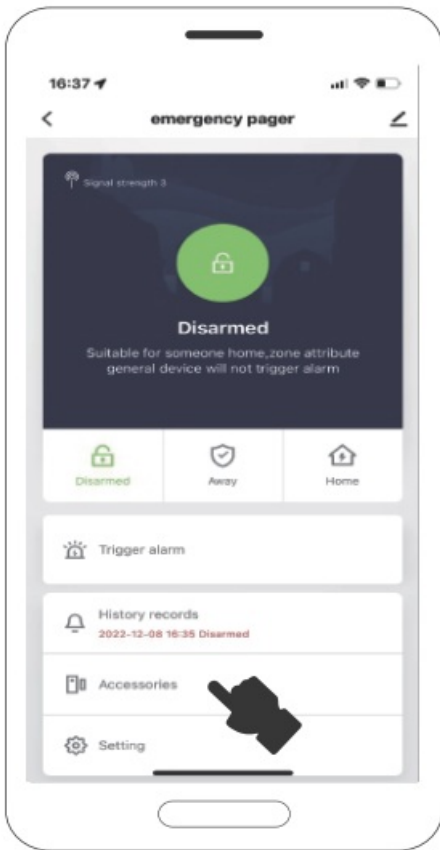 16:37
emergency pager
Signal strength 3
Disarmed
Suitable for someone home,zone attribute
general device will not trigger alarm
Disarmed Away Home
Trigger alarm
History records
2022-12-08 16:35 Disarmed
Accessories
Setting